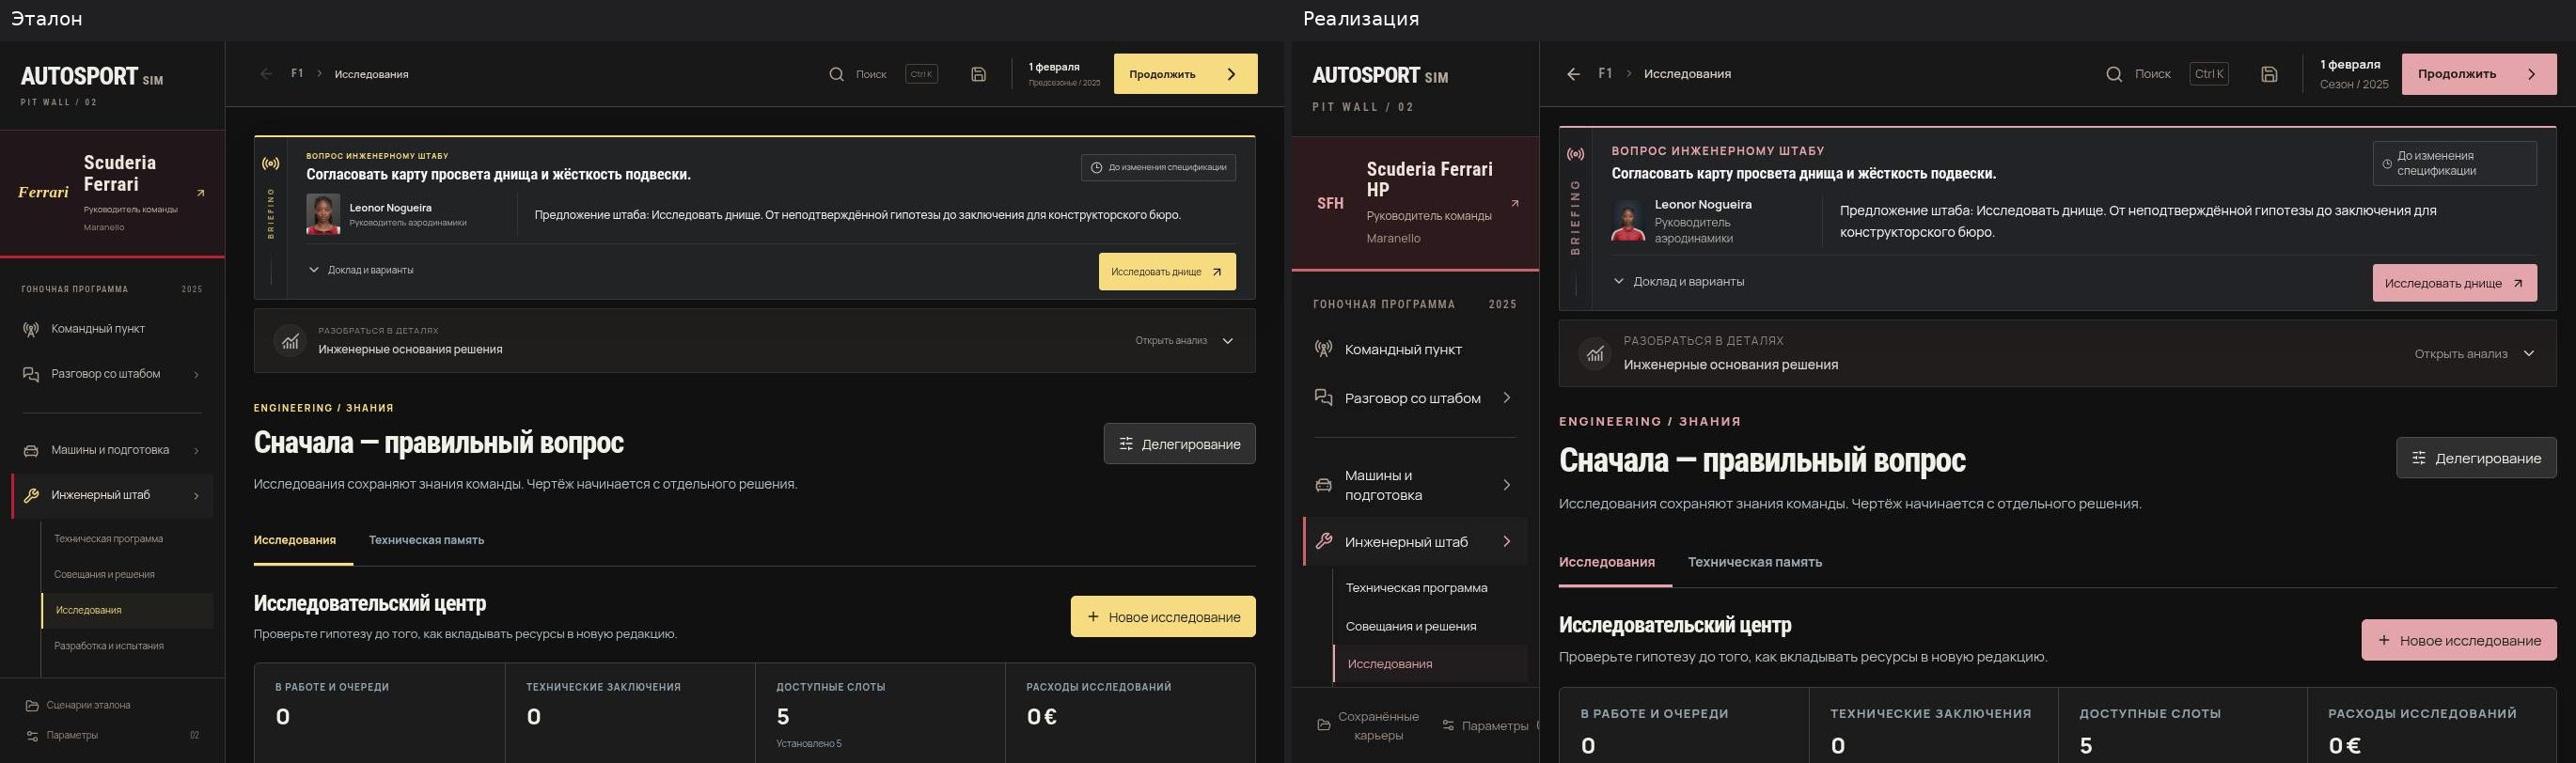 Эталон
AUTOSPORT SIM
PIT WALL / 02
Ferrari
Scuderia
Ferrari
Руководитель команды
Maranello
ГОНОЧНАЯ ПРОГРАММА 2025
Командный пункт
Разговор со штабом
Машины и подготовка
Инженерный штаб
Техническая программа
Совещания и решения
Исследования
Разработка и испытания
Сценарии эталона
Параметры 02
F1 Исследования
Поиск Ctrl K
1 февраля
Предсезонье / 2025
Продолжить
BRIEFING
ВОПРОС ИНЖЕНЕРНОМУ ШТАБУ
Согласовать карту просвета днища и жёсткость подвески.
До изменения спецификации
Leonor Nogueira
Руководитель аэродинамики
Предложение штаба: Исследовать днище. От неподтверждённой гипотезы до заключения для конструкторского бюро.
Доклад и варианты
Исследовать днище
РАЗОБРАТЬСЯ В ДЕТАЛЯХ
Инженерные основания решения
Открыть анализ
ENGINEERING / ЗНАНИЯ
Сначала — правильный вопрос
Делегирование
Исследования сохраняют знания команды. Чертёж начинается с отдельного решения.
Исследования Техническая память
Исследовательский центр
Проверьте гипотезу до того, как вкладывать ресурсы в новую редакцию.
Новое исследование
В РАБОТЕ И ОЧЕРЕДИ
0
ТЕХНИЧЕСКИЕ ЗАКЛЮЧЕНИЯ
0
ДОСТУПНЫЕ СЛОТЫ
5
Установлено 5
РАСХОДЫ ИССЛЕДОВАНИЙ
0 €
Реализация
AUTOSPORT SIM
PIT WALL / 02
SFH
Scuderia Ferrari
HP
Руководитель команды
Maranello
ГОНОЧНАЯ ПРОГРАММА 2025
Командный пункт
Разговор со штабом
Машины и
подготовка
Инженерный штаб
Техническая программа
Совещания и решения
Исследования
Сохранённые
карьеры
Параметры
F1 Исследования
Поиск Ctrl K
1 февраля
Сезон / 2025
Продолжить
BRIEFING
ВОПРОС ИНЖЕНЕРНОМУ ШТАБУ
Согласовать карту просвета днища и жёсткость подвески.
До изменения
спецификации
Leonor Nogueira
Руководитель
аэродинамики
Предложение штаба: Исследовать днище. От неподтверждённой гипотезы до заключения для
конструкторского бюро.
Доклад и варианты
Исследовать днище
РАЗОБРАТЬСЯ В ДЕТАЛЯХ
Инженерные основания решения
Открыть анализ
ENGINEERING / ЗНАНИЯ
Сначала — правильный вопрос
Делегирование
Исследования сохраняют знания команды. Чертёж начинается с отдельного решения.
Исследования Техническая память
Исследовательский центр
Проверьте гипотезу до того, как вкладывать ресурсы в новую редакцию.
Новое исследование
В РАБОТЕ И ОЧЕРЕДИ
0
ТЕХНИЧЕСКИЕ ЗАКЛЮЧЕНИЯ
0
ДОСТУПНЫЕ СЛОТЫ
5
РАСХОДЫ ИССЛЕДОВАНИЙ
0 €